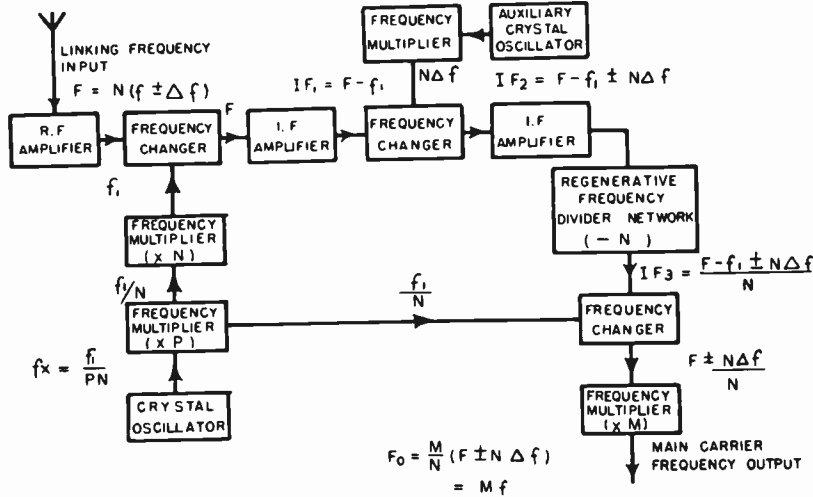 LINKING FREQUENCY
INPUT
F = N(f ± Δf)
R.F
AMPLIFIER
FREQUENCY
CHANGER
F
I.F
AMPLIFIER
IF₁ = F-f₁
FREQUENCY
MULTIPLIER
AUXILIARY
CRYSTAL
OSCILLATOR
NΔf
IF₂ = F-f₁ ± NΔf
FREQUENCY
CHANGER
I.F
AMPLIFIER
f₁
REGENERATIVE
FREQUENCY
DIVIDER NETWORK
(— N)
FREQUENCY
MULTIPLIER
(x N)
IF₃ = F-f₁ ± NΔf
N
f₁/N
f₁
N
FREQUENCY
MULTIPLIER
(x P)
FREQUENCY
CHANGER
fx = f₁
PN
F ± NΔf
N
CRYSTAL
OSCILLATOR
FREQUENCY
MULTIPLIER
(x M)
F₀ = M/N (F ± N Δf)
= Mf
MAIN CARRIER
FREQUENCY OUTPUT